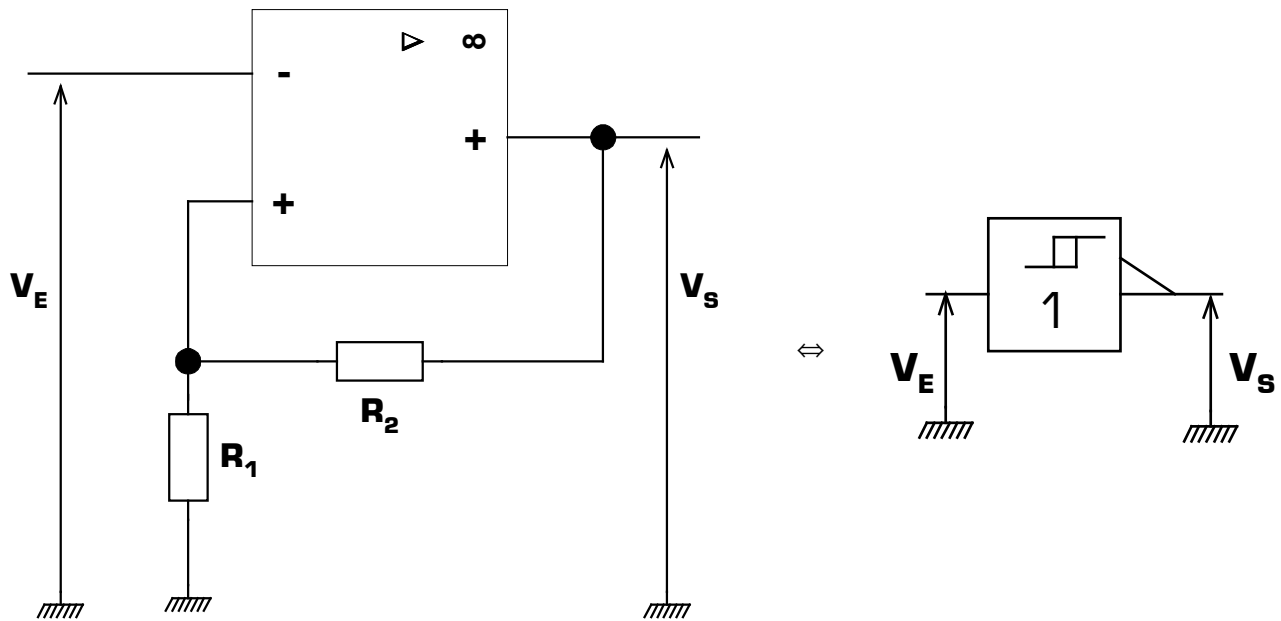 ▷ ∞
-
+
+
V_E
V_S
R_2
R_1
⇔
1
V_E
V_S